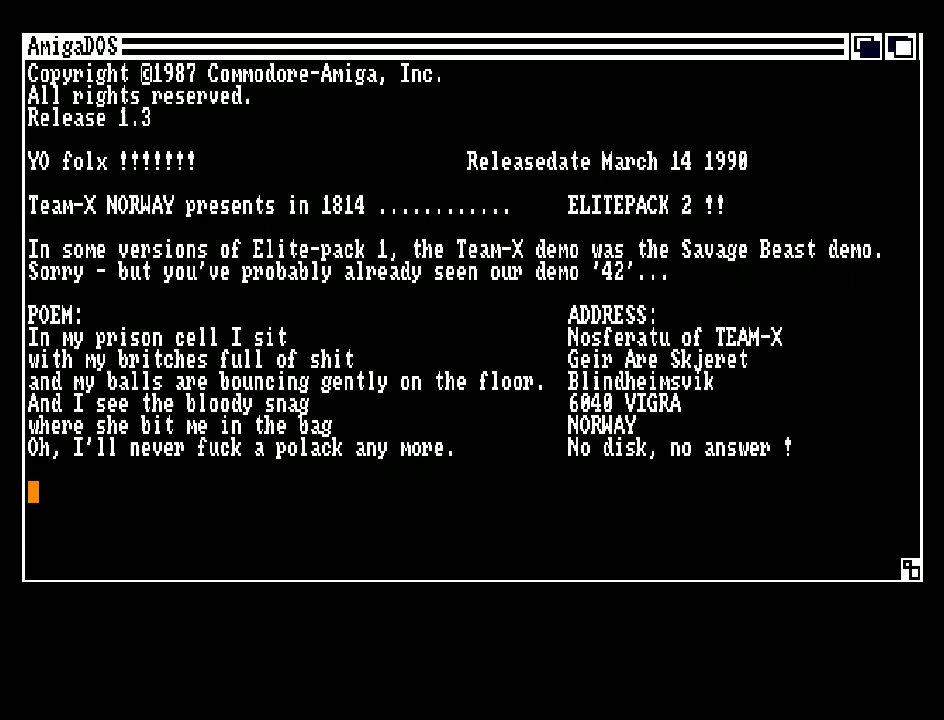 AmigaDOS
Copyright ©1987 Commodore-Amiga, Inc.
All rights reserved.
Release 1.3
YO folx !!!!!!! Releasedate March 14 1990
Team-X NORWAY presents in 1814 ............ ELITEPACK 2 !!
In some versions of Elite-pack 1, the Team-X demo was the Savage Beast demo.
Sorry - but you've probably already seen our demo '42'...
POEM: ADDRESS:
In my prison cell I sit Nosferatu of TEAM-X
with my britches full of shit Geir Are Skjeret
and my balls are bouncing gently on the floor. Blindheimsvik
And I see the bloody snag 6040 VIGRA
where she bit me in the bag NORWAY
Oh, I'll never fuck a polack any more. No disk, no answer !